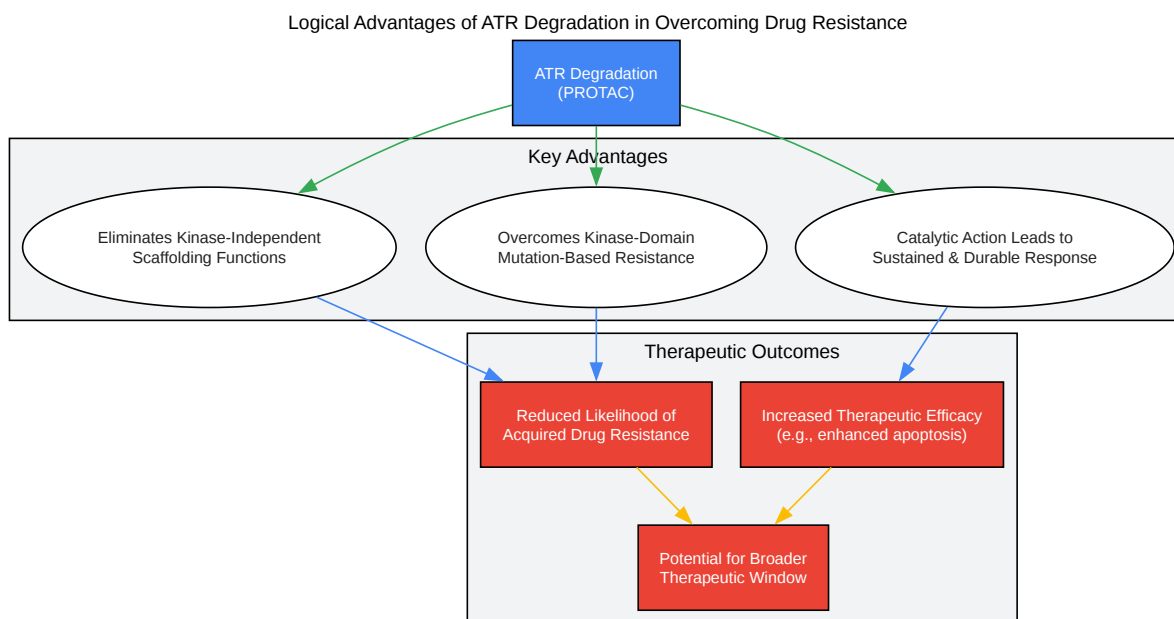 Logical Advantages of ATR Degradation in Overcoming Drug Resistance
ATR Degradation
(PROTAC)
Key Advantages
Eliminates Kinase-Independent
Scaffolding Functions
Overcomes Kinase-Domain
Mutation-Based Resistance
Catalytic Action Leads to
Sustained & Durable Response
Therapeutic Outcomes
Reduced Likelihood of
Acquired Drug Resistance
Increased Therapeutic Efficacy
(e.g., enhanced apoptosis)
Potential for Broader
Therapeutic Window